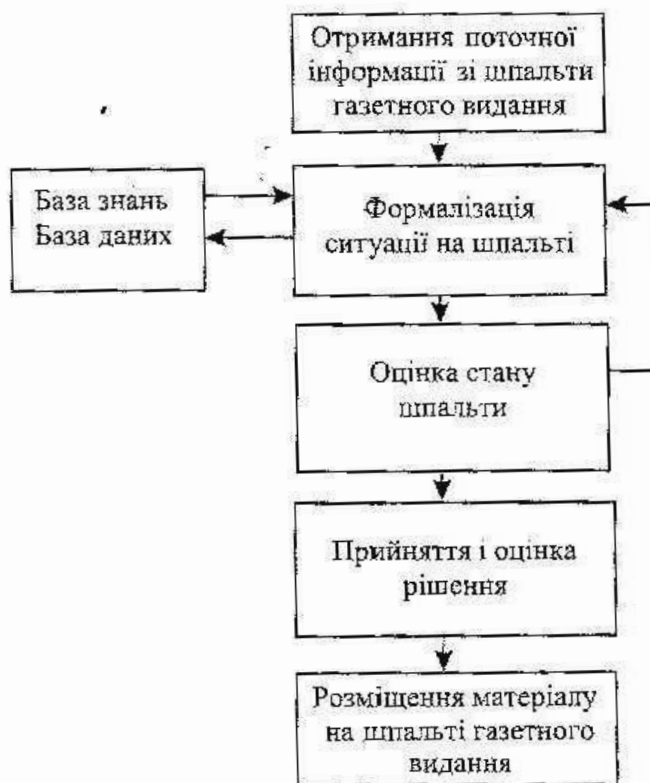 Отримання поточної
інформації зі шпальти
газетного видання
База знань
База даних
Формалізація
ситуації на шпальті
Оцінка стану
шпальти
Прийняття і оцінка
рішення
Розміщення матеріалу
на шпальті газетного
видання